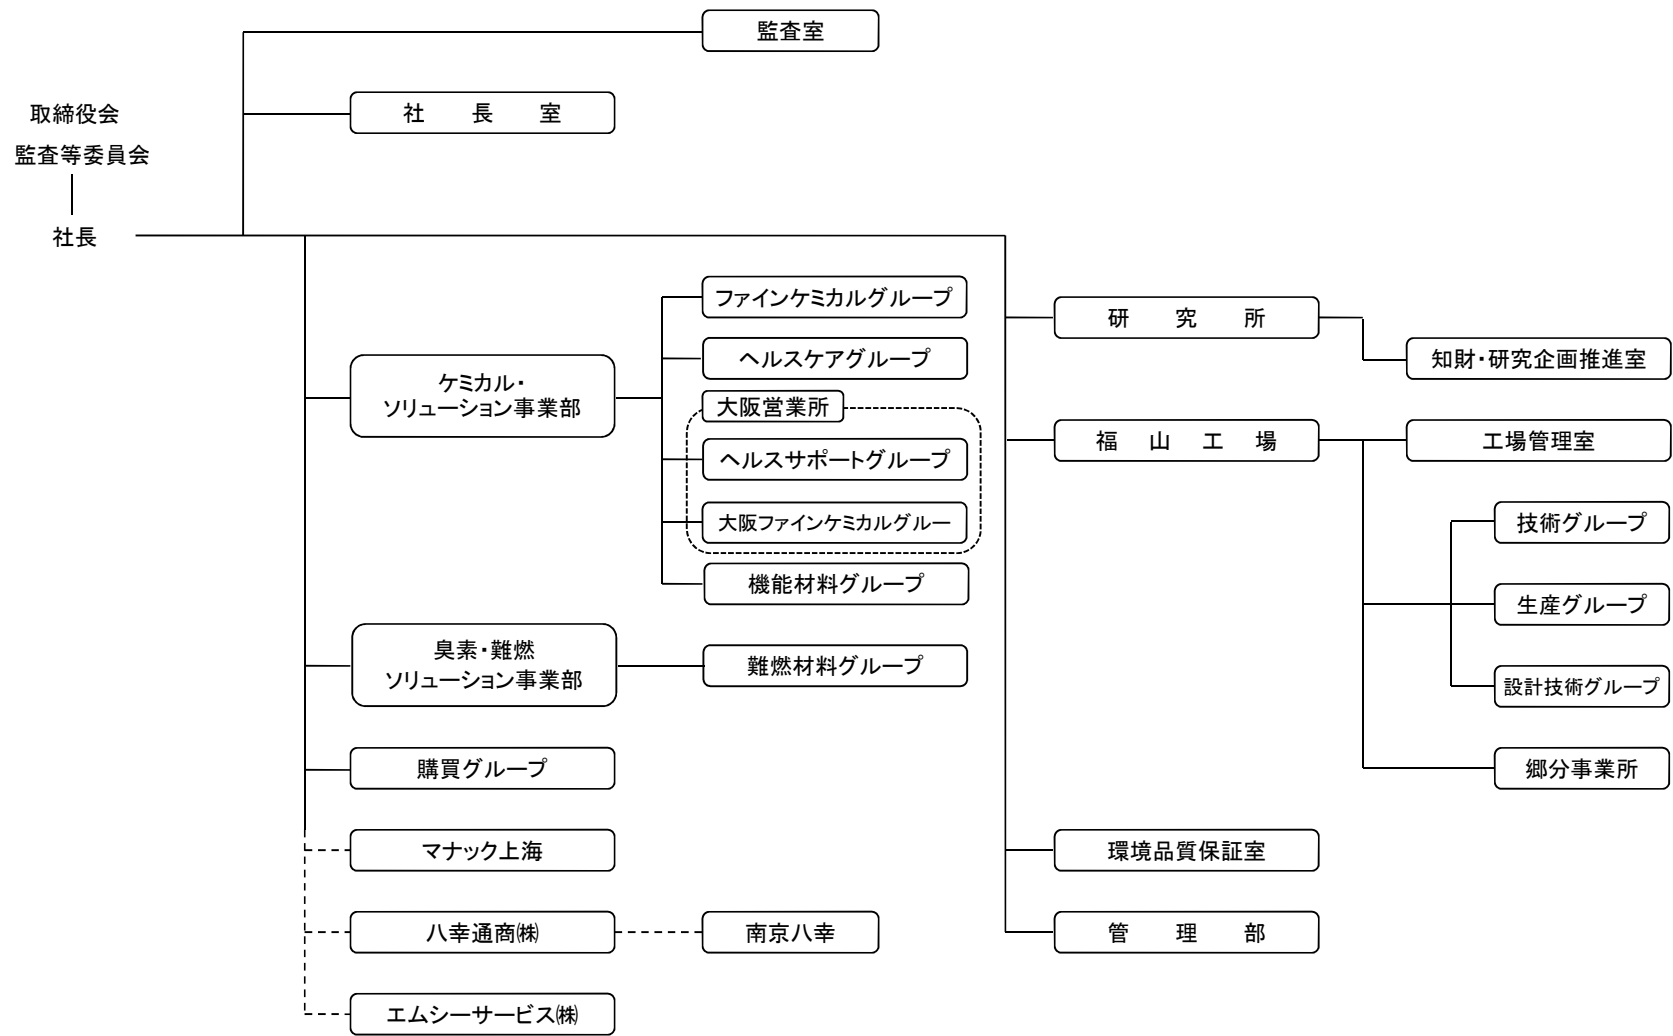 監査室
社長室
取締役会
監査等委員会
社長
ケミカル・
ソリューション事業部
ファインケミカルグループ
ヘルスケアグループ
大阪営業所
ヘルスサポートグループ
大阪ファインケミカルグルー
機能材料グループ
臭素・難燃
ソリューション事業部
難燃材料グループ
購買グループ
マナック上海
八幸通商㈱
南京八幸
エムシーサービス㈱
研究所
知財・研究企画推進室
福山工場
工場管理室
技術グループ
生産グループ
設計技術グループ
郷分事業所
環境品質保証室
管理部